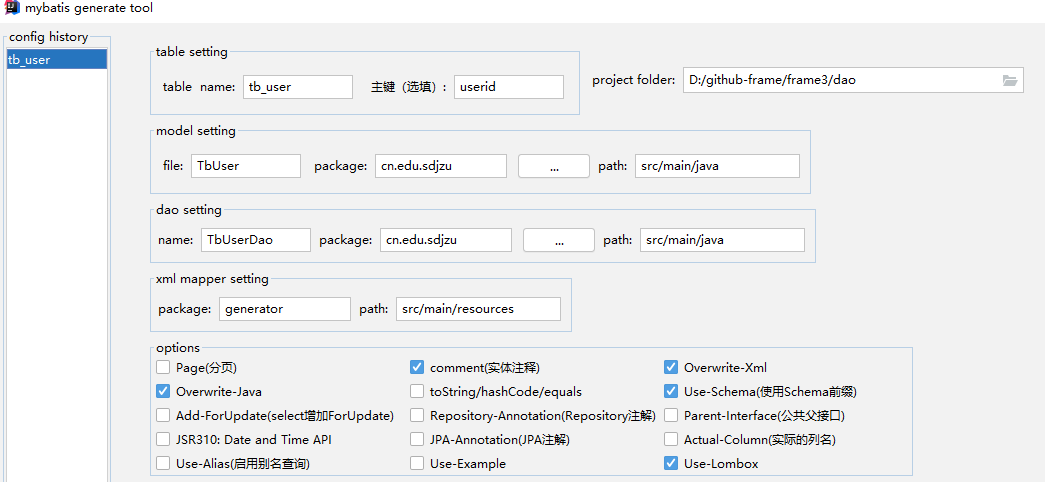 mybatis generate tool
config history
tb_user
table setting
table name: tb_user 主键（选填）: userid
project folder: D:/github-frame/frame3/dao
model setting
file: TbUser package: cn.edu.sdjzu ... path: src/main/java
dao setting
name: TbUserDao package: cn.edu.sdjzu ... path: src/main/java
xml mapper setting
package: generator path: src/main/resources
options
Page(分页) comment(实体注释) Overwrite-Xml
Overwrite-Java toString/hashCode/equals Use-Schema(使用Schema前缀)
Add-ForUpdate(select增加ForUpdate) Repository-Annotation(Repository注解) Parent-Interface(公共父接口)
JSR310: Date and Time API JPA-Annotation(JPA注解) Actual-Column(实际的列名)
Use-Alias(启用别名查询) Use-Example Use-Lombox